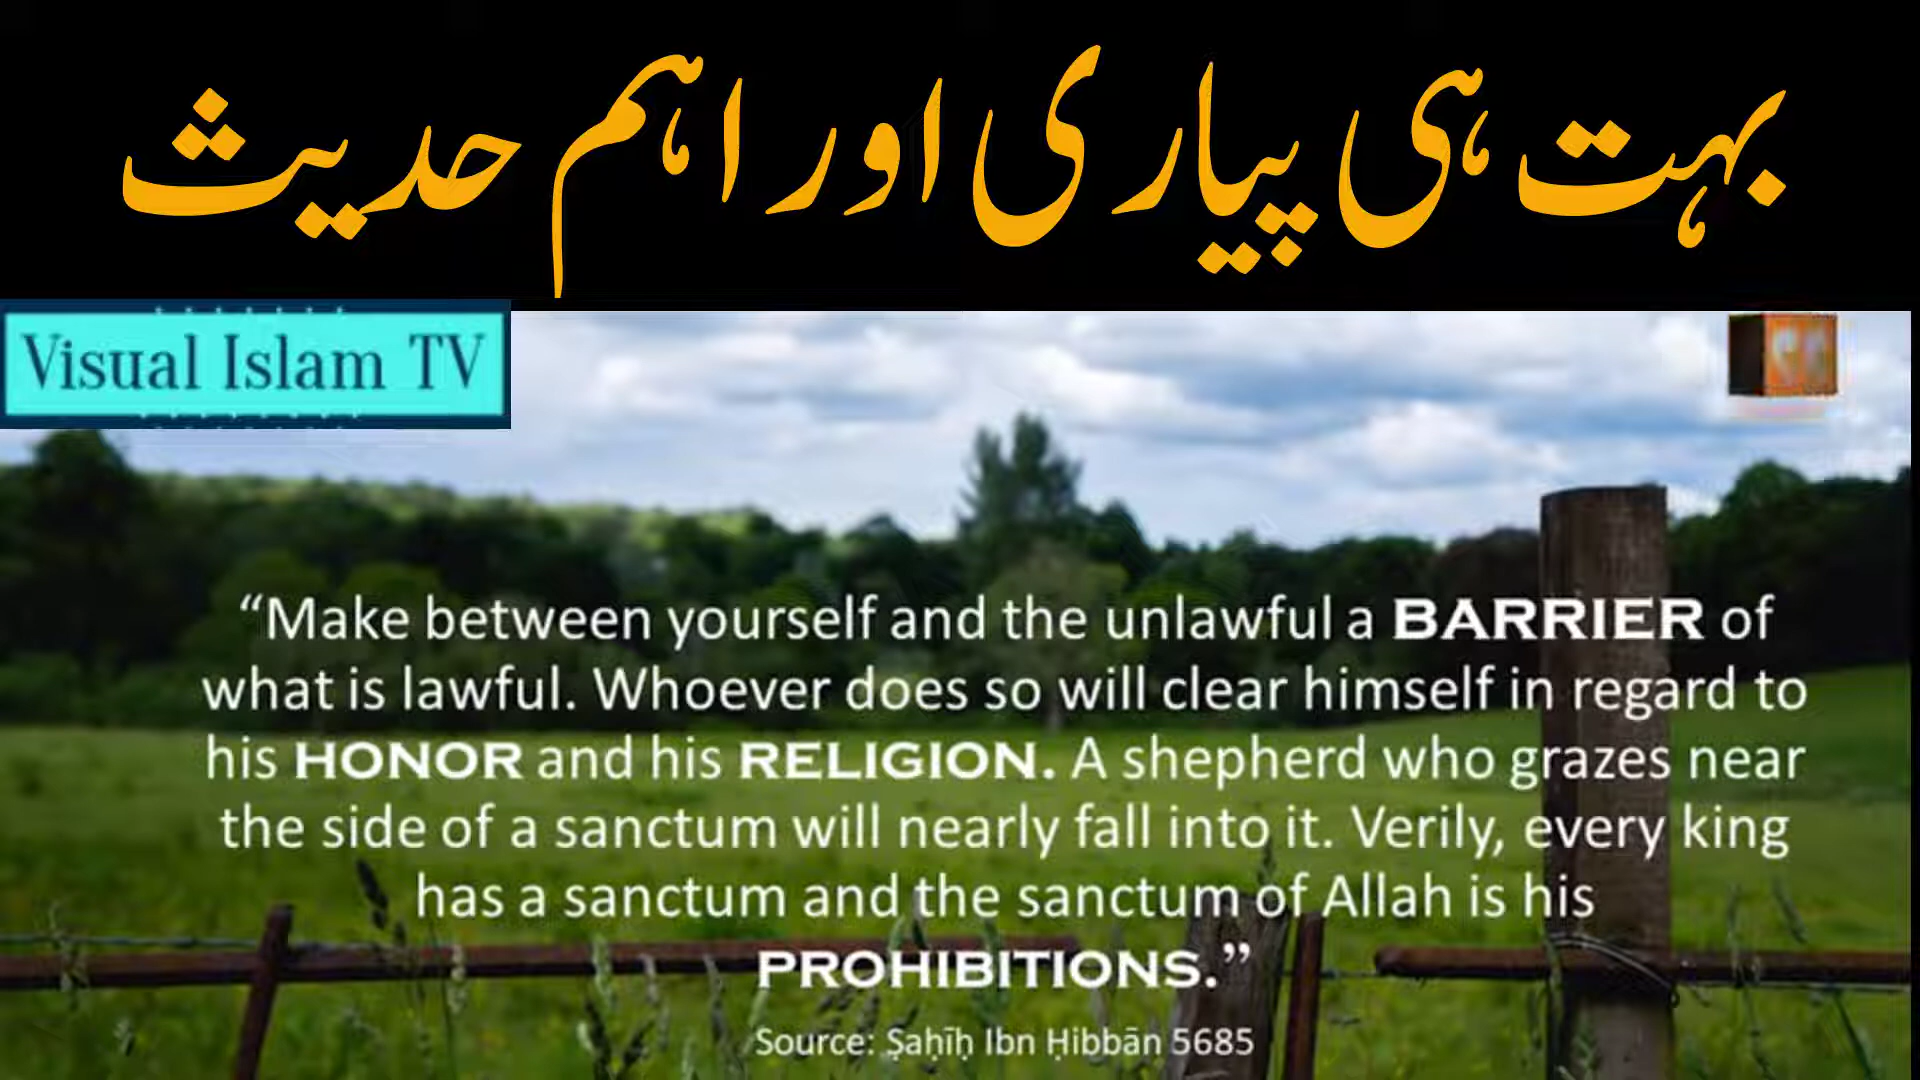 بہت ہی پیاری اور اہم حدیث
Visual Islam TV
“Make between yourself and the unlawful a BARRIER of
what is lawful. Whoever does so will clear himself in regard to
his HONOR and his RELIGION. A shepherd who grazes near
the side of a sanctum will nearly fall into it. Verily, every king
has a sanctum and the sanctum of Allah is his
PROHIBITIONS.”
Source: Ṣaḥīḥ Ibn Ḥibbān 5685